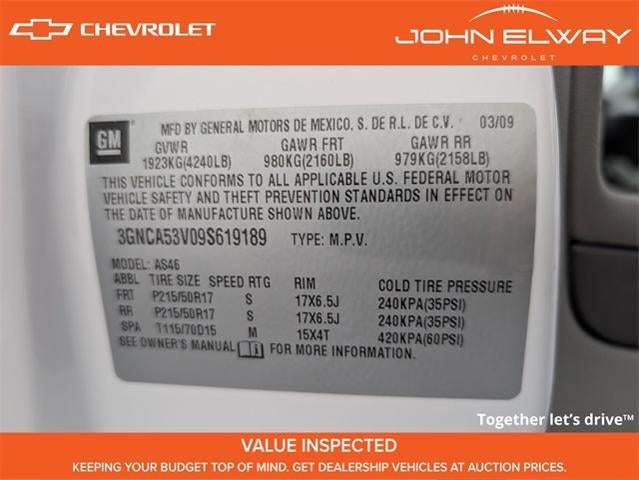 CHEVROLET
JOHN ELWAY
CHEVROLET
GM
MFD BY GENERAL MOTORS DE MEXICO, S. DE R.L. DE C.V. 03/09
GVWR GAWR FRT GAWR RR
1923KG(4240LB) 980KG(2160LB) 979KG(2158LB)
THIS VEHICLE CONFORMS TO ALL APPLICABLE U.S. FEDERAL MOTOR
VEHICLE SAFETY AND THEFT PREVENTION STANDARDS IN EFFECT ON
THE DATE OF MANUFACTURE SHOWN ABOVE.
3GNCA53V09S619189 TYPE: M.P.V.
MODEL: AS46
ABBL TIRE SIZE SPEED RTG RIM COLD TIRE PRESSURE
FRT P215/50R17 S 17X6.5J 240KPA(35PSI)
RR P215/50R17 S 17X6.5J 240KPA(35PSI)
SPA T115/70D15 M 15X4T 420KPA(60PSI)
SEE OWNER'S MANUAL FOR MORE INFORMATION.
Together let's drive™
VALUE INSPECTED
KEEPING YOUR BUDGET TOP OF MIND. GET DEALERSHIP VEHICLES AT AUCTION PRICES.